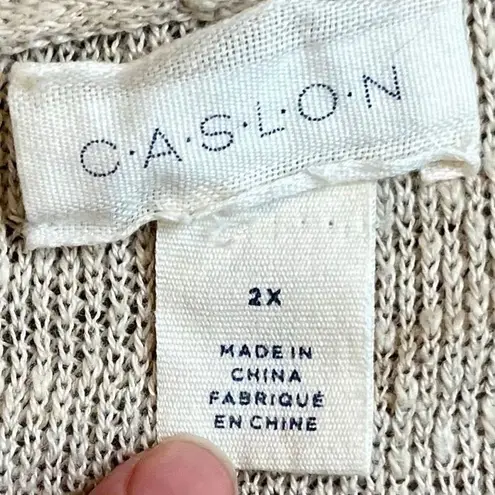 C·A·S·L·O·N
2X
MADE IN
CHINA
FABRIQUÉ
EN CHINE